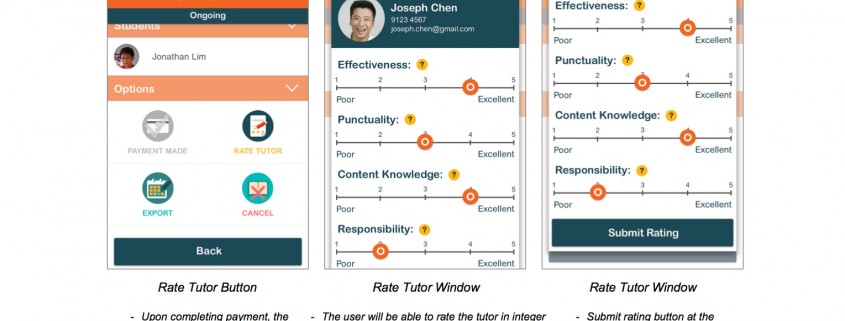 Ongoing
Students
Jonathan Lim
Options
PAYMENT MADE
RATE TUTOR
EXPORT
CANCEL
Back
Rate Tutor Button
- Upon completing payment, the
Joseph Chen
9123 4567
joseph.chen@gmail.com
Effectiveness: ?
1 2 3 4 5
Poor Excellent
Punctuality: ?
1 2 3 4 5
Poor Excellent
Content Knowledge: ?
1 2 3 4 5
Poor Excellent
Responsibility: ?
1 2 3 4 5
Poor Excellent
Rate Tutor Window
- The user will be able to rate the tutor in integer
Effectiveness: ?
1 2 3 4 5
Poor Excellent
Punctuality: ?
1 2 3 4 5
Poor Excellent
Content Knowledge: ?
1 2 3 4 5
Poor Excellent
Responsibility: ?
1 2 3 4 5
Poor Excellent
Submit Rating
Rate Tutor Window
- Submit rating button at the